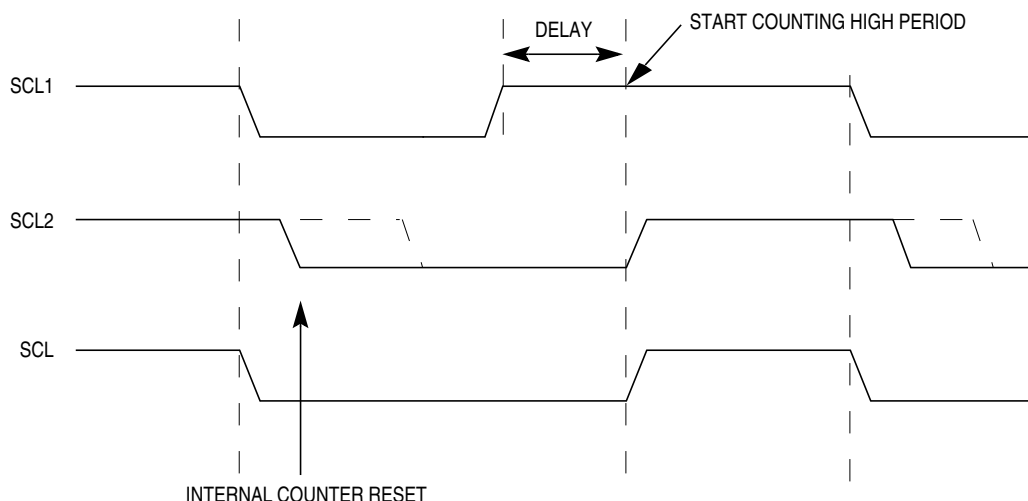 START COUNTING HIGH PERIOD
DELAY
SCL1
SCL2
SCL
INTERNAL COUNTER RESET